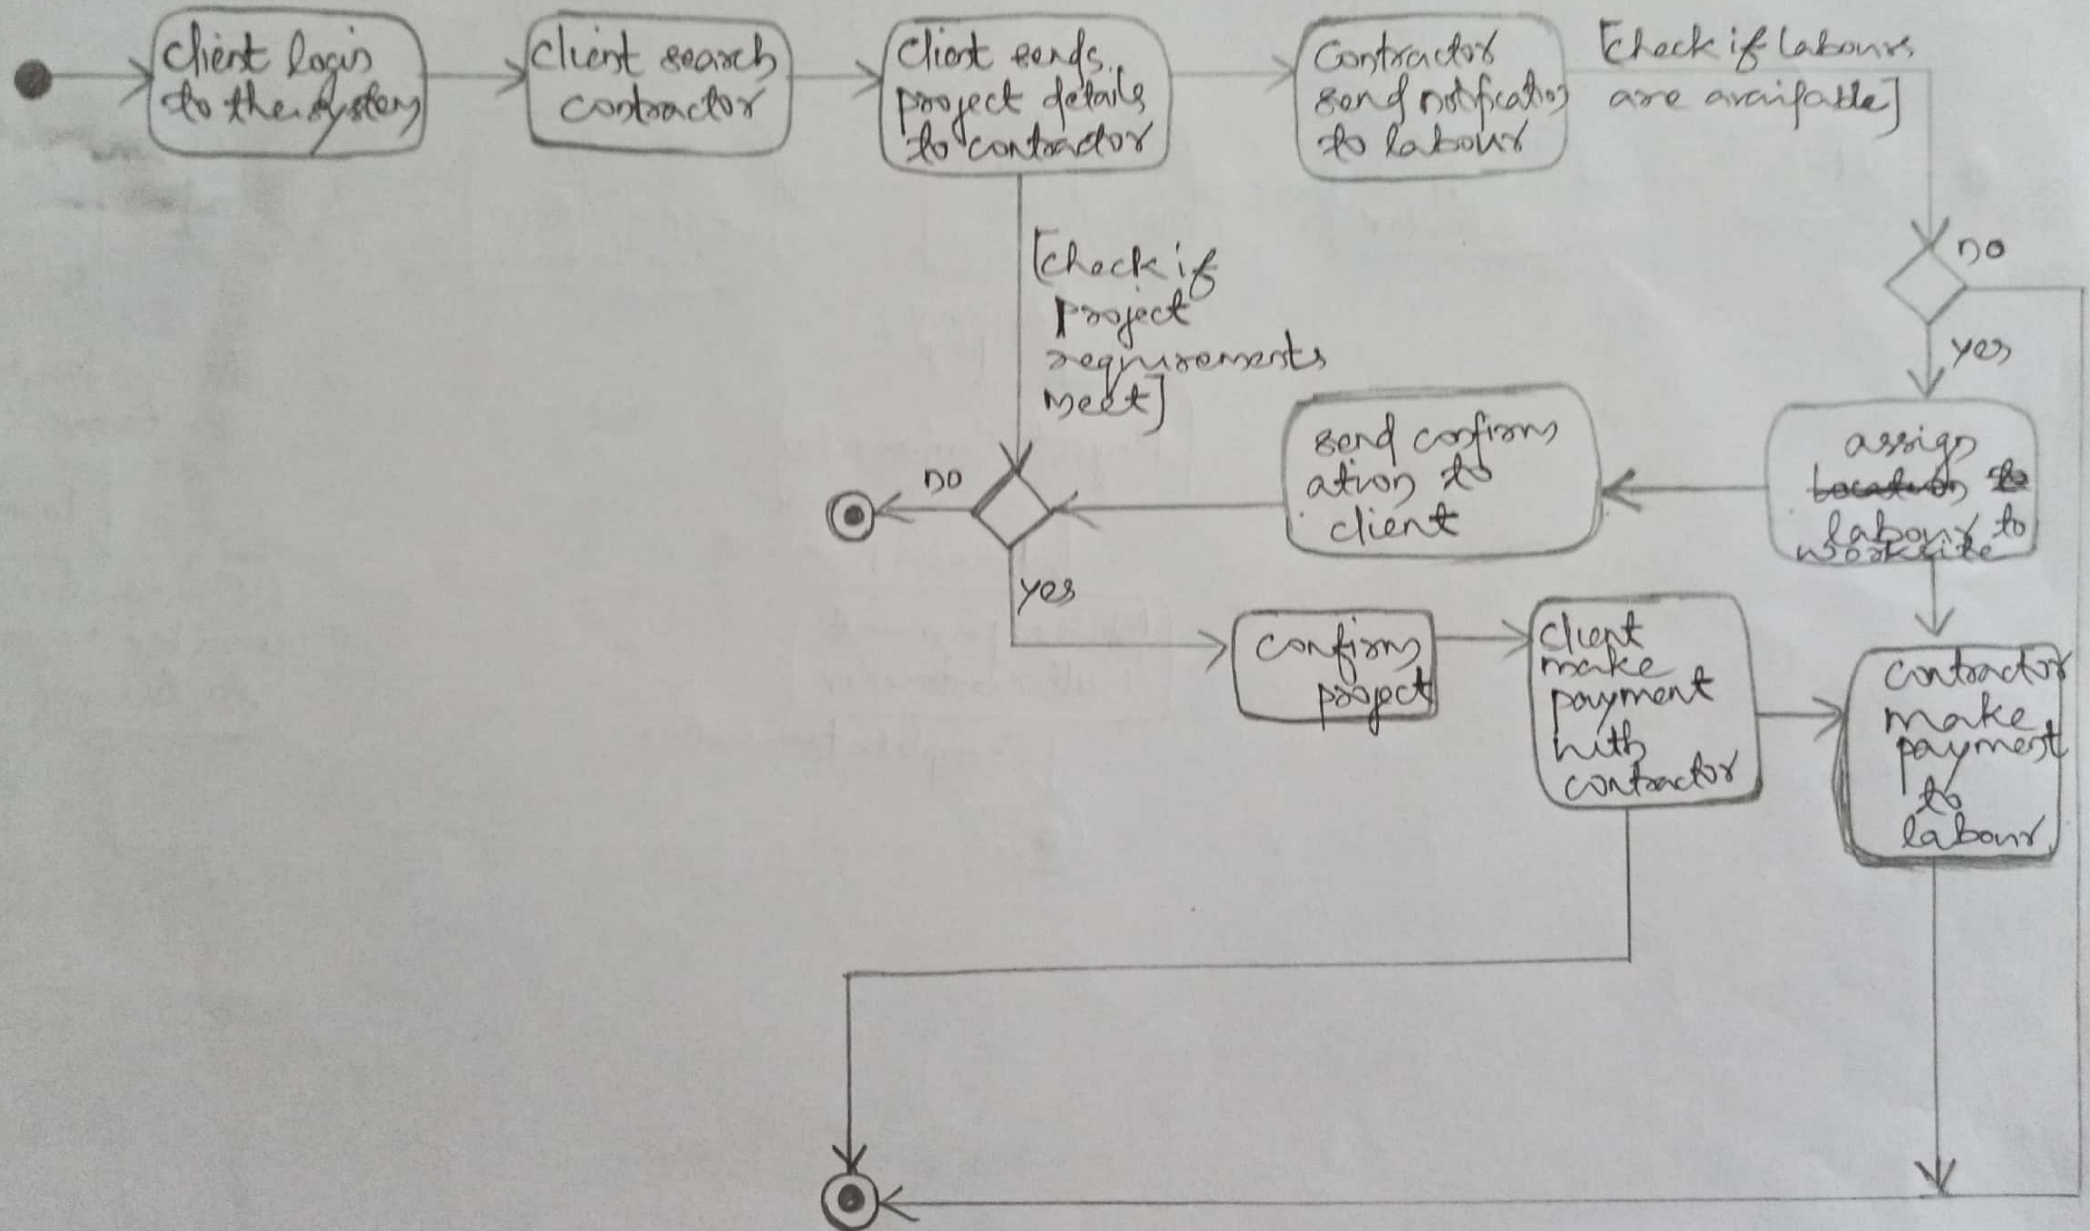 client login
to the system
client search
contractor
client sends
project details
to contractor
contractor
send notification
to labour
[check if labours
are available]
no
yes
[check if
project
requirements
meet]
no
yes
send confirm
ation to
client
assign
location to
labour to
worksite
confirm
project
client
make
payment
with
contractor
contractor
make
payment
to
labour